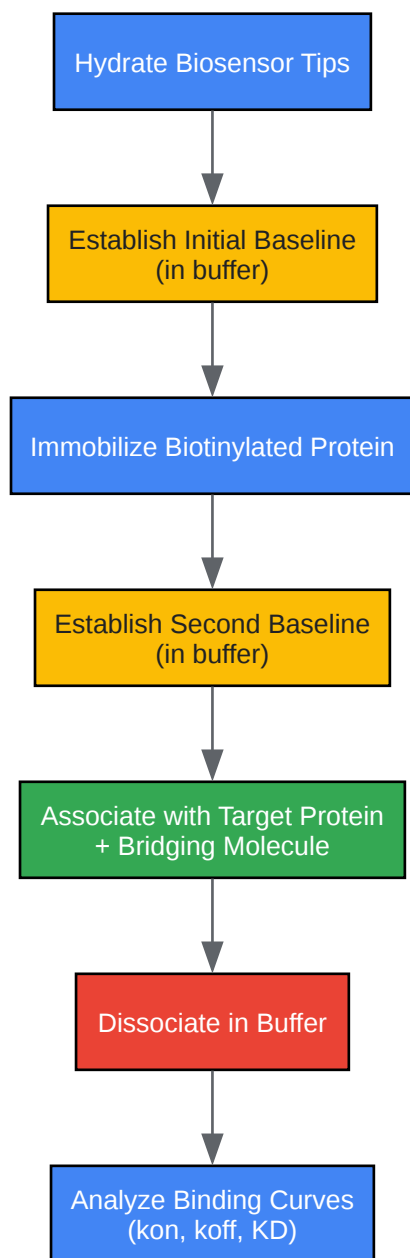 Hydrate Biosensor Tips
Establish Initial Baseline
(in buffer)
Immobilize Biotinylated Protein
Establish Second Baseline
(in buffer)
Associate with Target Protein
+ Bridging Molecule
Dissociate in Buffer
Analyze Binding Curves
(kon, koff, KD)